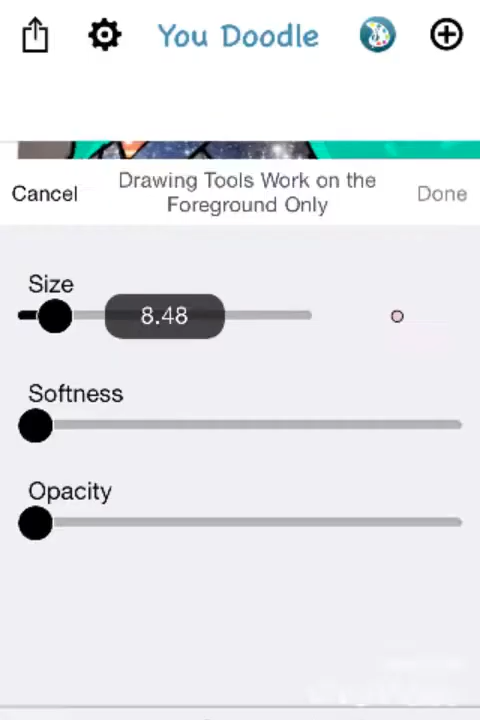 You Doodle
Cancel
Drawing Tools Work on the
Foreground Only
Done
Size
8.48
Softness
Opacity